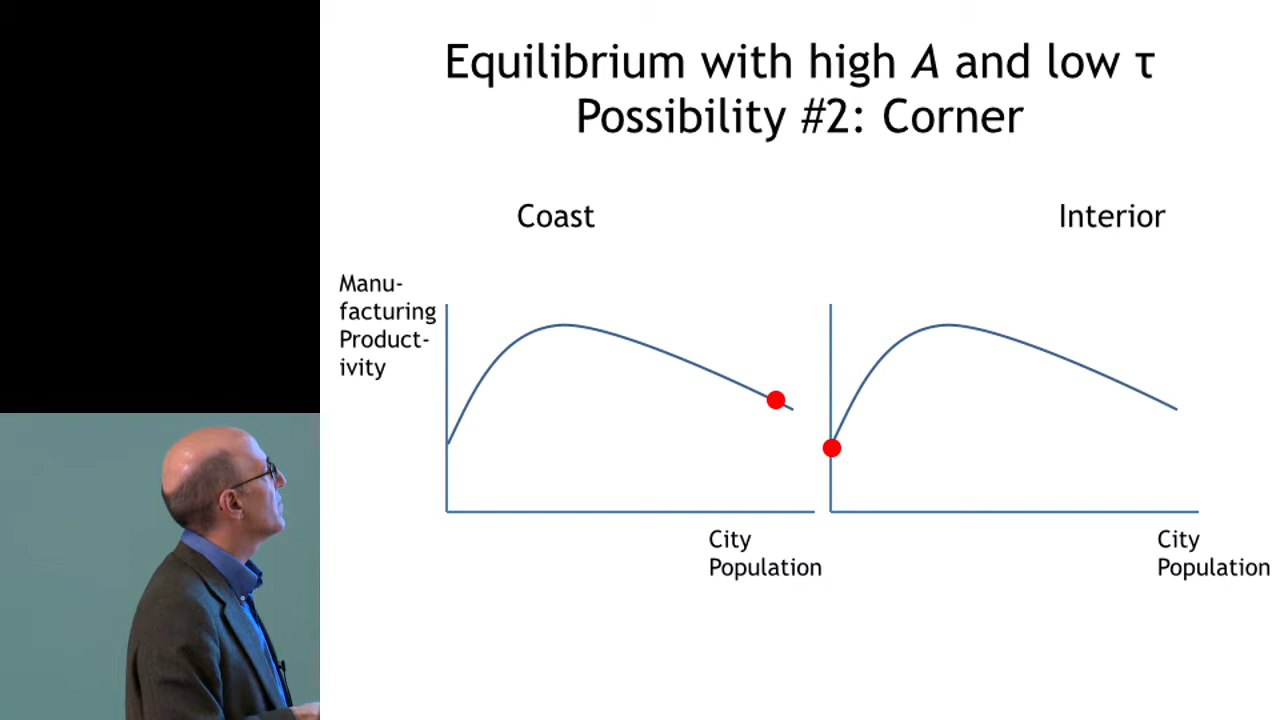 Equilibrium with high A and low τ
Possibility #2: Corner
Coast
Interior
Manu-
facturing
Product-
ivity
City
Population
City
Population